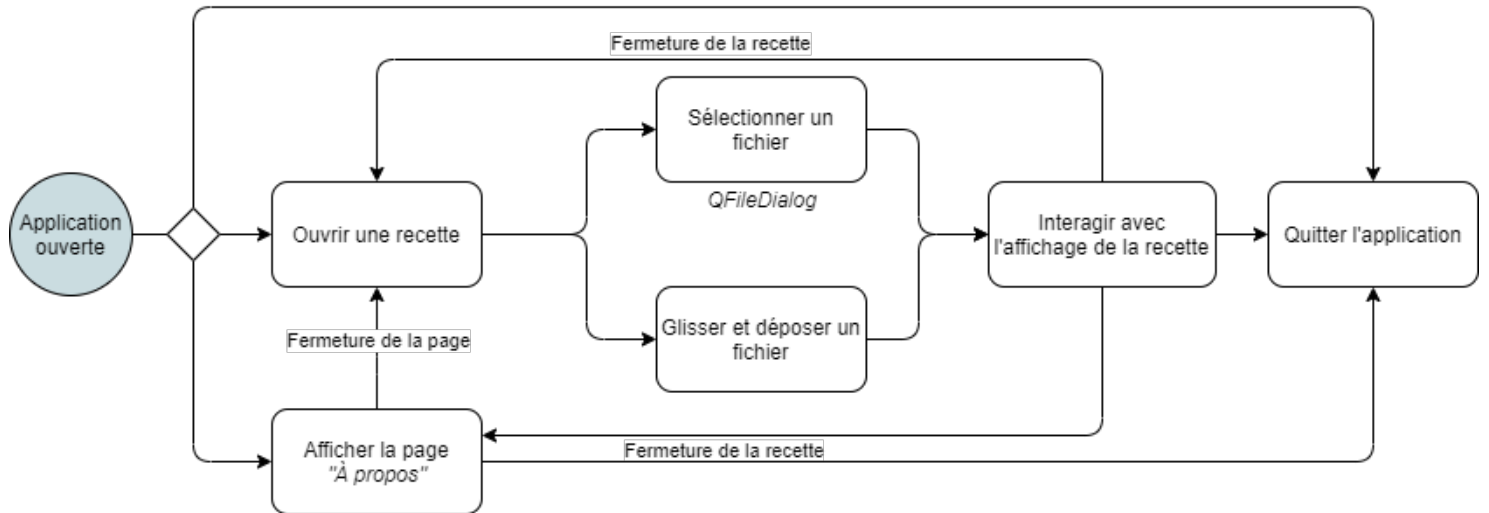 Fermeture de la recette
Sélectionner un
fichier
QFileDialog
Application
ouverte
Ouvrir une recette
Interagir avec
l'affichage de la recette
Quitter l'application
Fermeture de la page
Glisser et déposer un
fichier
Afficher la page
"À propos"
Fermeture de la recette